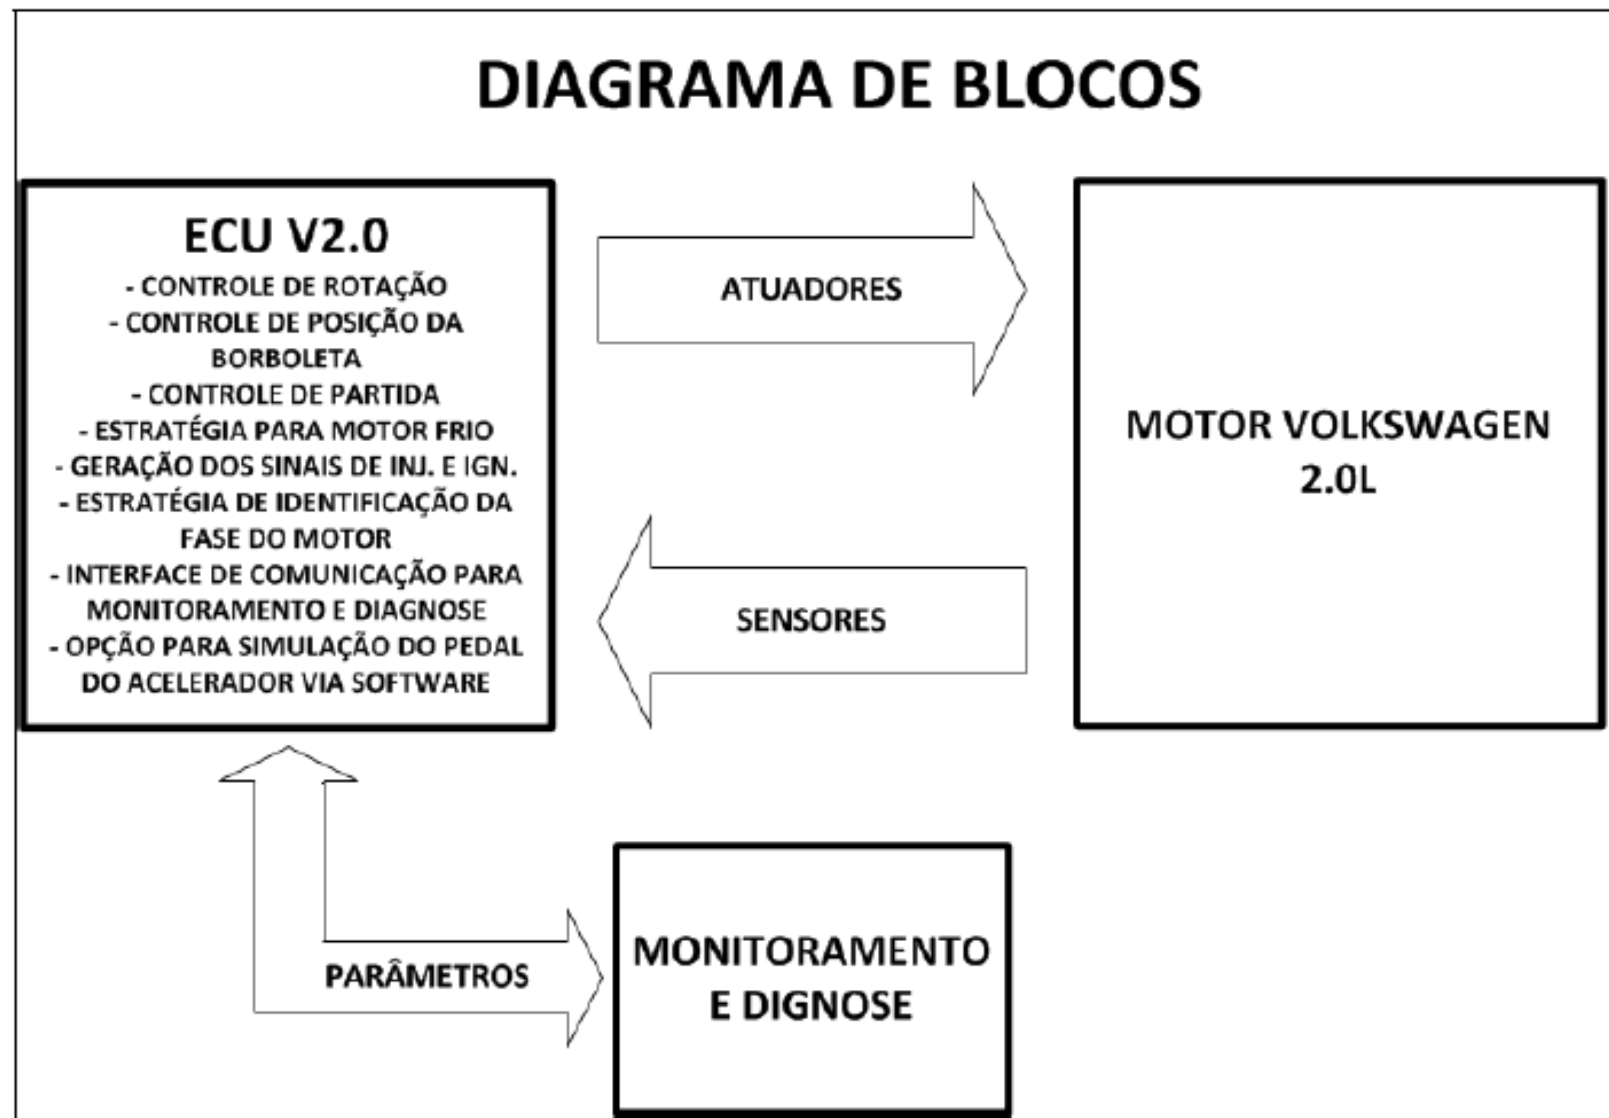 DIAGRAMA DE BLOCOS
ECU V2.0
- CONTROLE DE ROTAÇÃO
- CONTROLE DE POSIÇÃO DA
BORBOLETA
- CONTROLE DE PARTIDA
- ESTRATÉGIA PARA MOTOR FRIO
- GERAÇÃO DOS SINAIS DE INJ. E IGN.
- ESTRATÉGIA DE IDENTIFICAÇÃO DA
FASE DO MOTOR
- INTERFACE DE COMUNICAÇÃO PARA
MONITORAMENTO E DIAGNOSE
- OPÇÃO PARA SIMULAÇÃO DO PEDAL
DO ACELERADOR VIA SOFTWARE
ATUADORES
MOTOR VOLKSWAGEN
2.0L
SENSORES
PARÂMETROS
MONITORAMENTO
E DIGNOSE